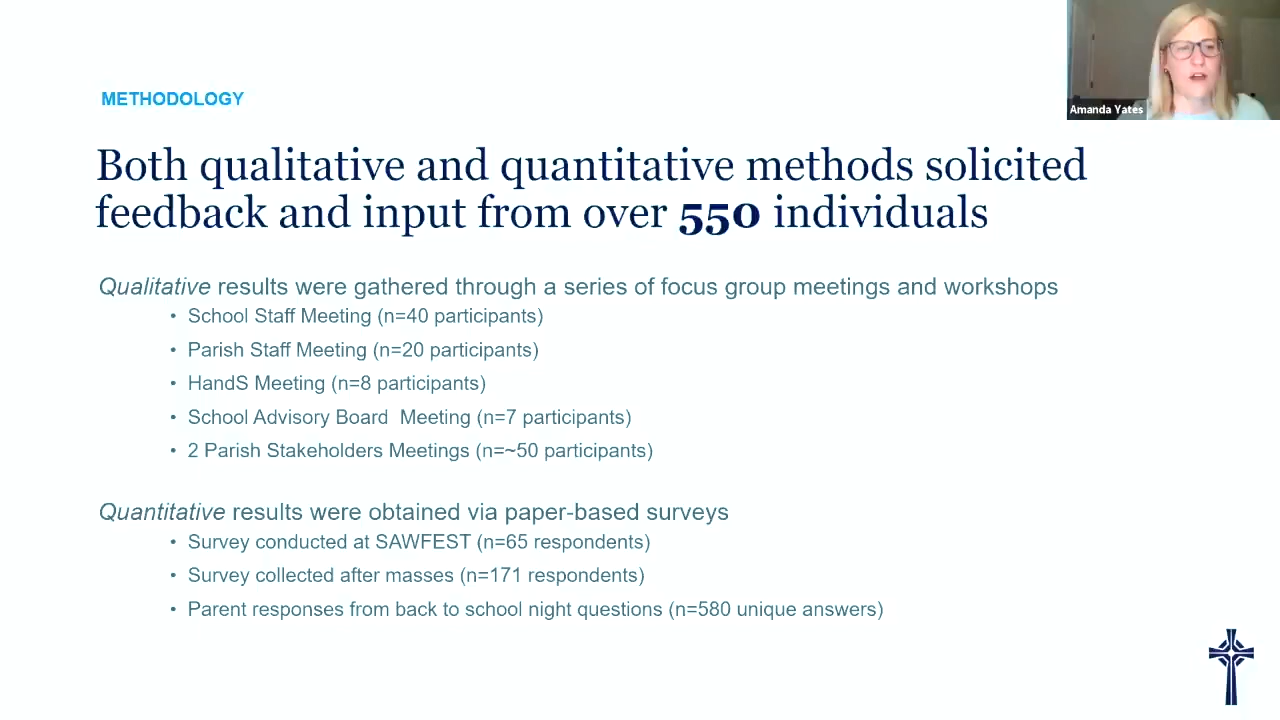 Amanda Yates
METHODOLOGY
Both qualitative and quantitative methods solicited
feedback and input from over 550 individuals
Qualitative results were gathered through a series of focus group meetings and workshops
• School Staff Meeting (n=40 participants)
• Parish Staff Meeting (n=20 participants)
• HandS Meeting (n=8 participants)
• School Advisory Board  Meeting (n=7 participants)
• 2 Parish Stakeholders Meetings (n=~50 participants)
Quantitative results were obtained via paper-based surveys
• Survey conducted at SAWFEST (n=65 respondents)
• Survey collected after masses (n=171 respondents)
• Parent responses from back to school night questions (n=580 unique answers)